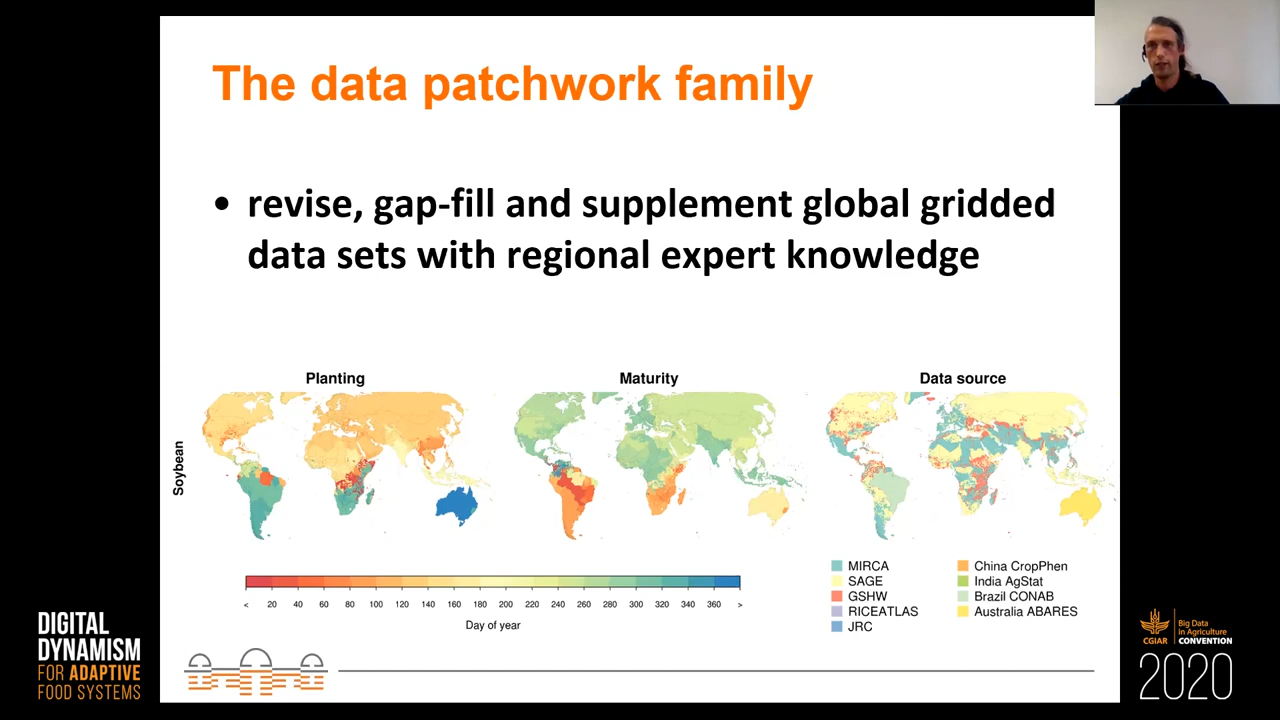 The data patchwork family
• revise, gap-fill and supplement global gridded
data sets with regional expert knowledge
Planting
Maturity
Data source
Soybean
< 20 40 60 80 100 120 140 160 180 200 220 240 260 280 300 320 340 360 >
Day of year
MIRCA
SAGE
GSHW
RICEATLAS
JRC
China CropPhen
India AgStat
Brazil CONAB
Australia ABARES
DIGITAL
DYNAMISM
FOR ADAPTIVE
FOOD SYSTEMS
CGIAR
Big Data
in Agriculture
CONVENTION
2020